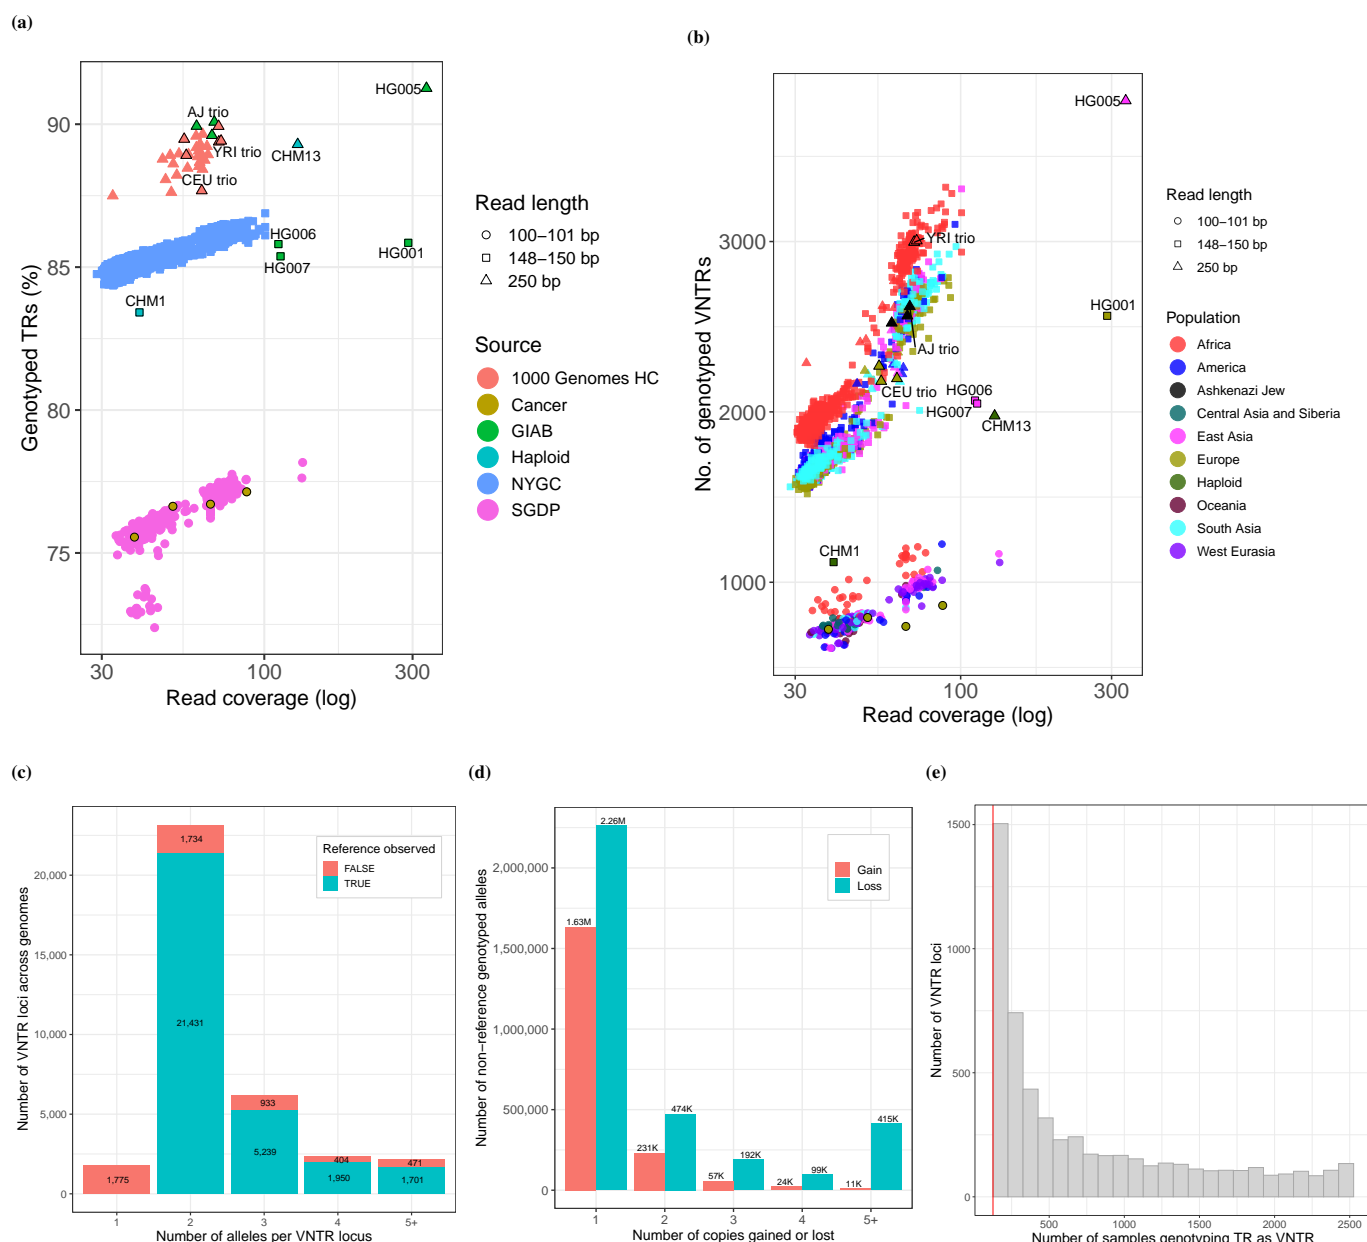 (a)
HG005
AJ trio
YRI trio
CHM13
CEU trio
HG006
HG001
HG007
CHM1
90
85
80
75
30
100
300
Genotyped TRs (%)
Read coverage (log)
Read length
100–101 bp
148–150 bp
250 bp
Source
1000 Genomes HC
Cancer
GIAB
Haploid
NYGC
SGDP
(b)
HG005
YRI trio
HG001
AJ trio
CEU trio
HG006
HG007
CHM13
CHM1
3000
2000
1000
30
100
300
No. of genotyped VNTRs
Read coverage (log)
Read length
100–101 bp
148–150 bp
250 bp
Population
Africa
America
Ashkenazi Jew
Central Asia and Siberia
East Asia
Europe
Haploid
Oceania
South Asia
West Eurasia
(c)
1,734
21,431
933
5,239
404
1,950
471
1,701
1,775
Reference observed
FALSE
TRUE
20,000
15,000
10,000
5,000
0
1
2
3
4
5+
Number of VNTR loci across genomes
Number of alleles per VNTR locus
(d)
2.26M
1.63M
474K
231K
192K
57K
99K
24K
415K
11K
Gain
Loss
2,000,000
1,500,000
1,000,000
500,000
0
1
2
3
4
5+
Number of non−reference genotyped alleles
Number of copies gained or lost
(e)
1500
1000
500
0
500
1000
1500
2000
2500
Number of VNTR loci
Number of samples genotyping TR as VNTR